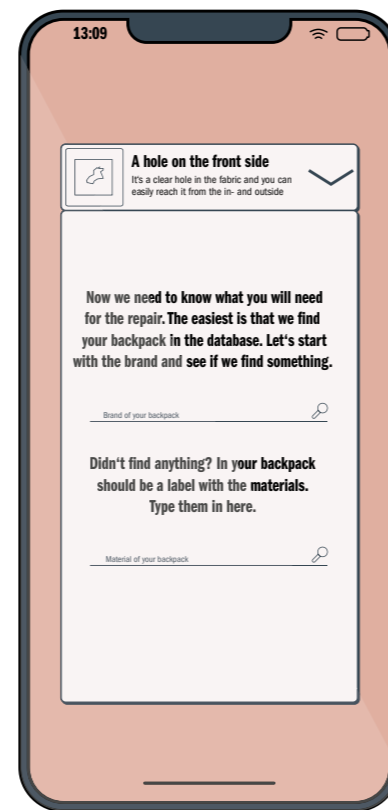 13:09
A hole on the front side
It's a clear hole in the fabric and you can
easily reach it from the in- and outside
Now we need to know what you will need
for the repair. The easiest is that we find
your backpack in the database. Let‘s start
with the brand and see if we find something.
Brand of your backpack
Didn‘t find anything? In your backpack
should be a label with the materials.
Type them in here.
Material of your backpack